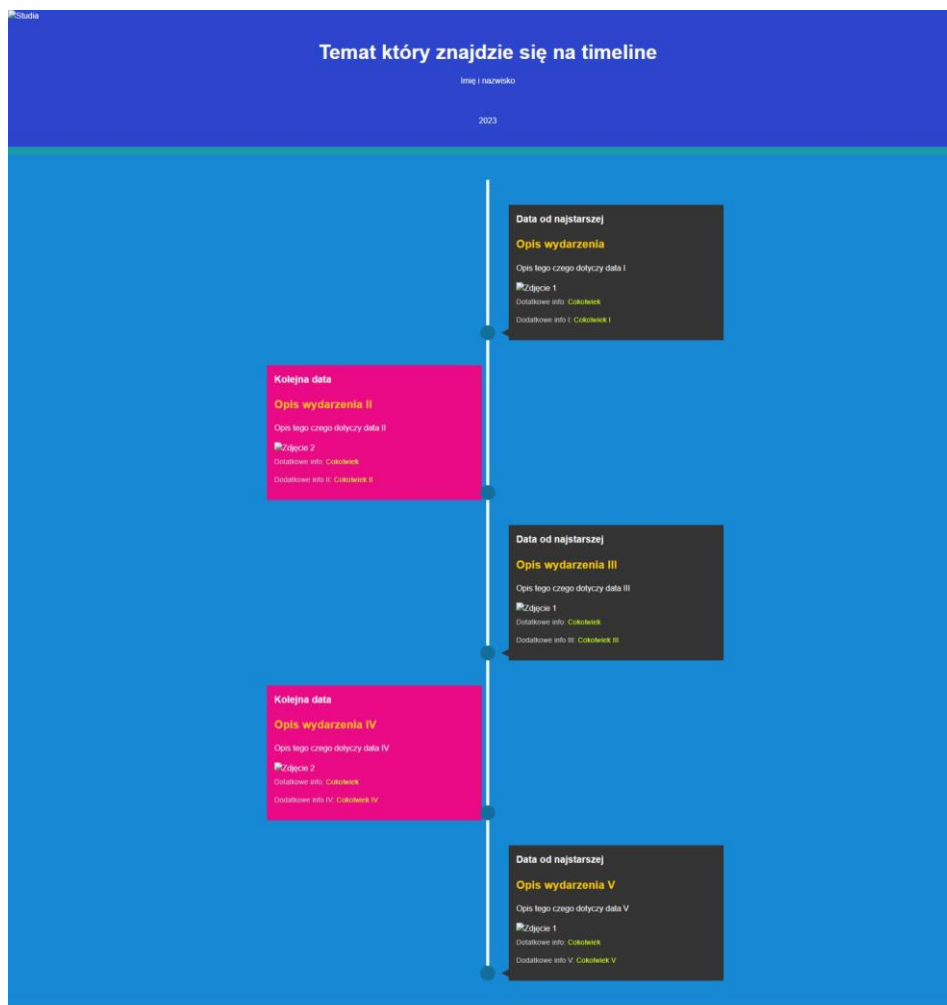 Studia
Temat który znajdzie się na timeline
Imię i nazwisko
2023
Data od najstarszej
Opis wydarzenia
Opis tego czego dotyczy data I
Zdjęcie 1
Dotatkowe info: Cokolwiek
Dodatkowe info I: Cokolwiek I
Kolejna data
Opis wydarzenia II
Opis tego czego dotyczy data II
Zdjęcie 2
Dotatkowe info: Cokolwiek
Dodatkowe info II: Cokolwiek II
Data od najstarszej
Opis wydarzenia III
Opis tego czego dotyczy data III
Zdjęcie 1
Dotatkowe info: Cokolwiek
Dodatkowe info III: Cokolwiek III
Kolejna data
Opis wydarzenia IV
Opis tego czego dotyczy data IV
Zdjęcie 2
Dotatkowe info: Cokolwiek
Dodatkowe info IV: Cokolwiek IV
Data od najstarszej
Opis wydarzenia V
Opis tego czego dotyczy data V
Zdjęcie 1
Dotatkowe info: Cokolwiek
Dodatkowe info V: Cokolwiek V